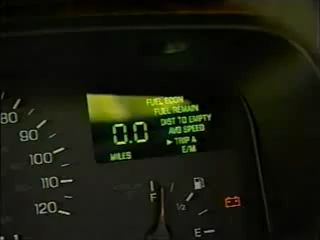 FUEL ECON
FUEL REMAIN
DIST TO EMPTY
AVG SPEED
TRIP A
E/M
0.0
MILES
80
90
100
110
120
F
1/2
E